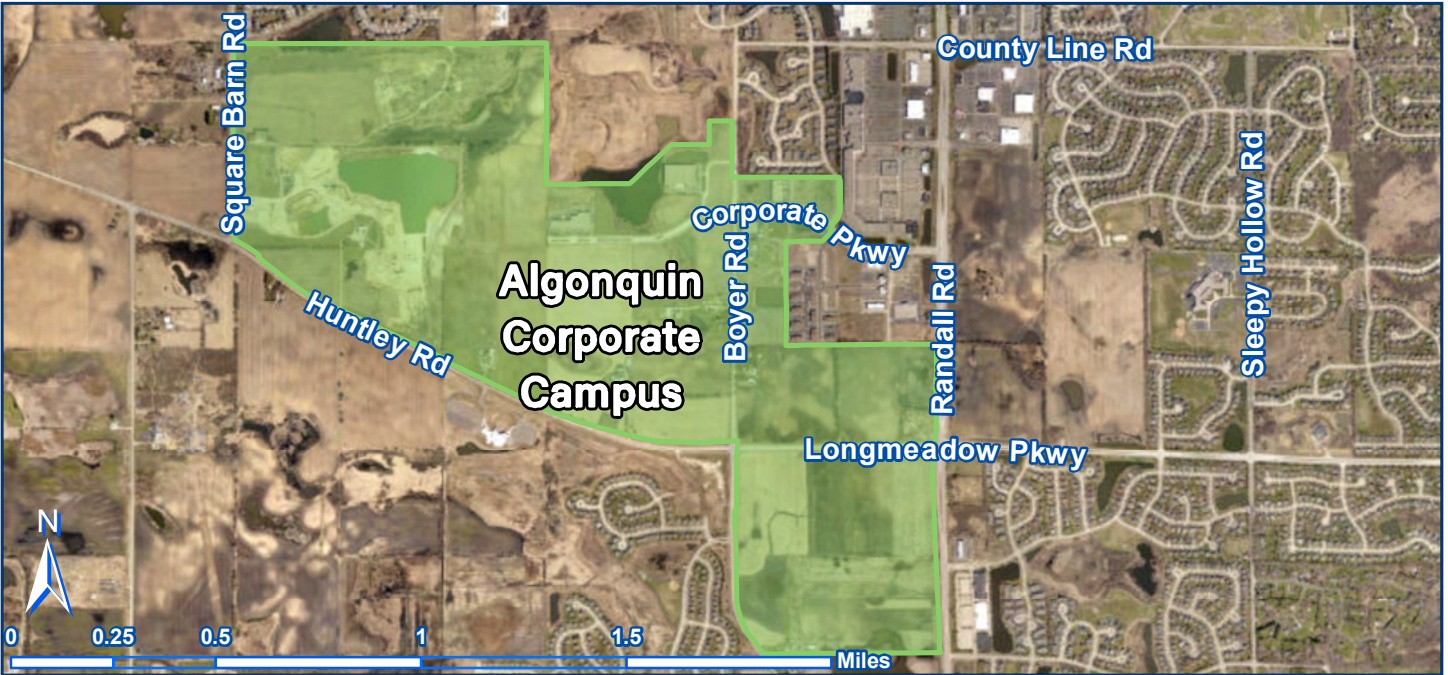 County Line Rd
Square Barn Rd
Sleepy Hollow Rd
Corporate Pkwy
Boyer Rd
Randall Rd
Algonquin
Corporate
Campus
Huntley Rd
Longmeadow Pkwy
N
0 0.25 0.5 1 1.5
Miles